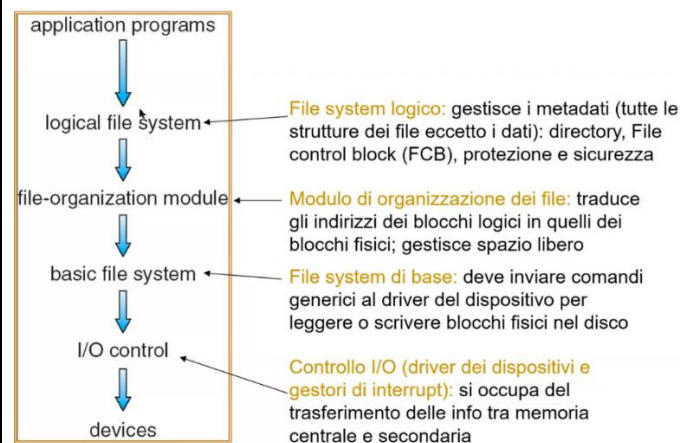 application programs
logical file system
file-organization module
basic file system
I/O control
devices
File system logico: gestisce i metadati (tutte le
strutture dei file eccetto i dati): directory, File
control block (FCB), protezione e sicurezza
Modulo di organizzazione dei file: traduce
gli indirizzi dei blocchi logici in quelli dei
blocchi fisici; gestisce spazio libero
File system di base: deve inviare comandi
generici al driver del dispositivo per
leggere o scrivere blocchi fisici nel disco
Controllo I/O (driver dei dispositivi e
gestori di interrupt): si occupa del
trasferimento delle info tra memoria
centrale e secondaria